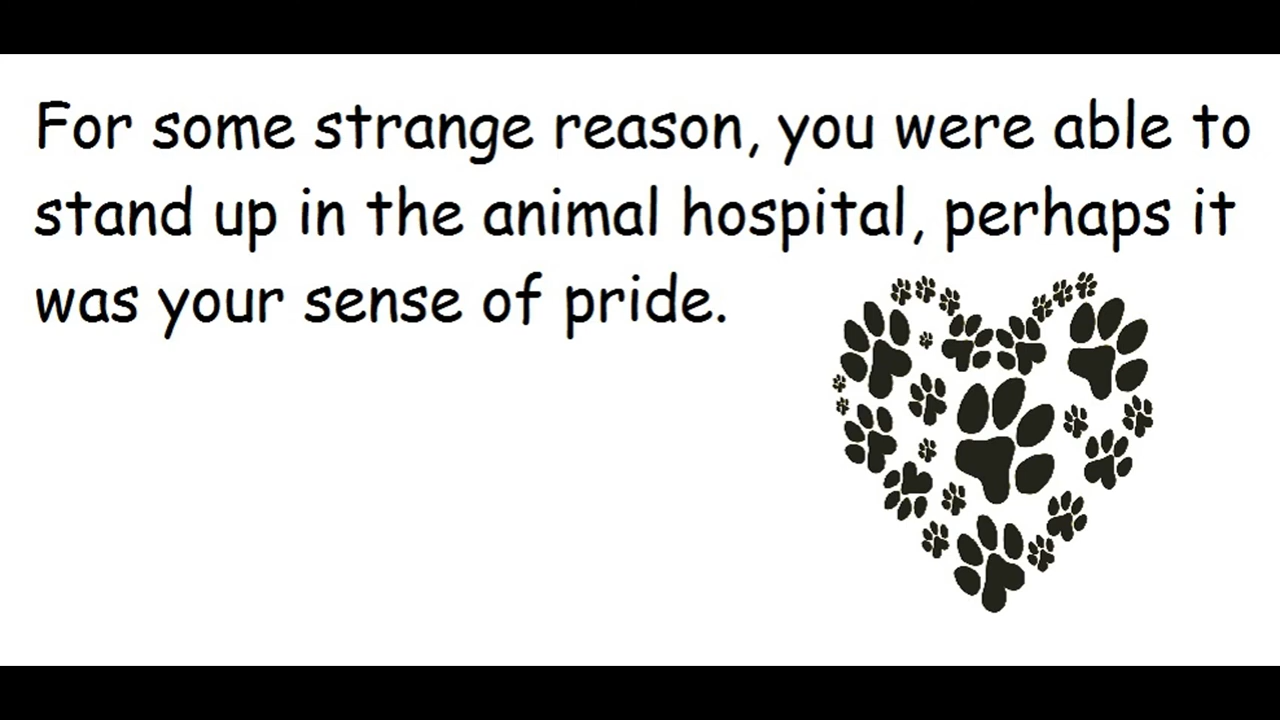 For some strange reason, you were able to
stand up in the animal hospital, perhaps it
was your sense of pride.